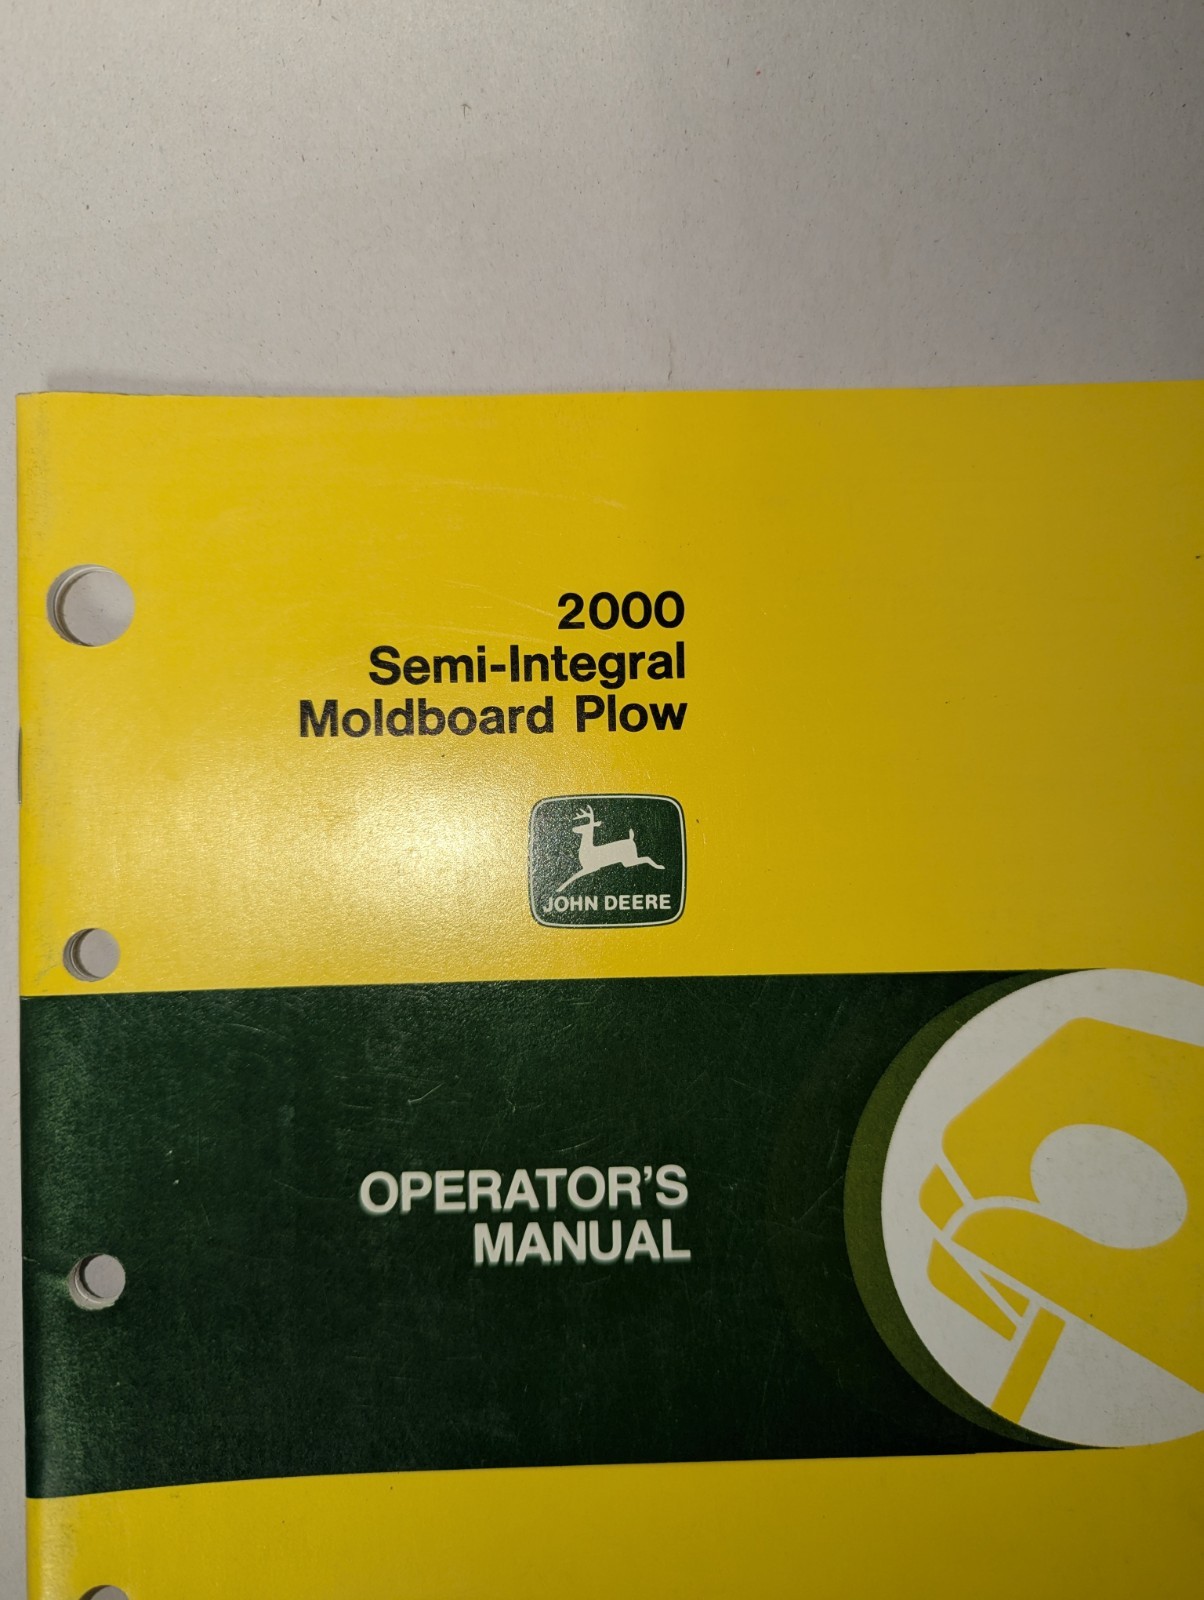 2000
Semi-Integral
Moldboard Plow
JOHN DEERE
OPERATOR'S
MANUAL